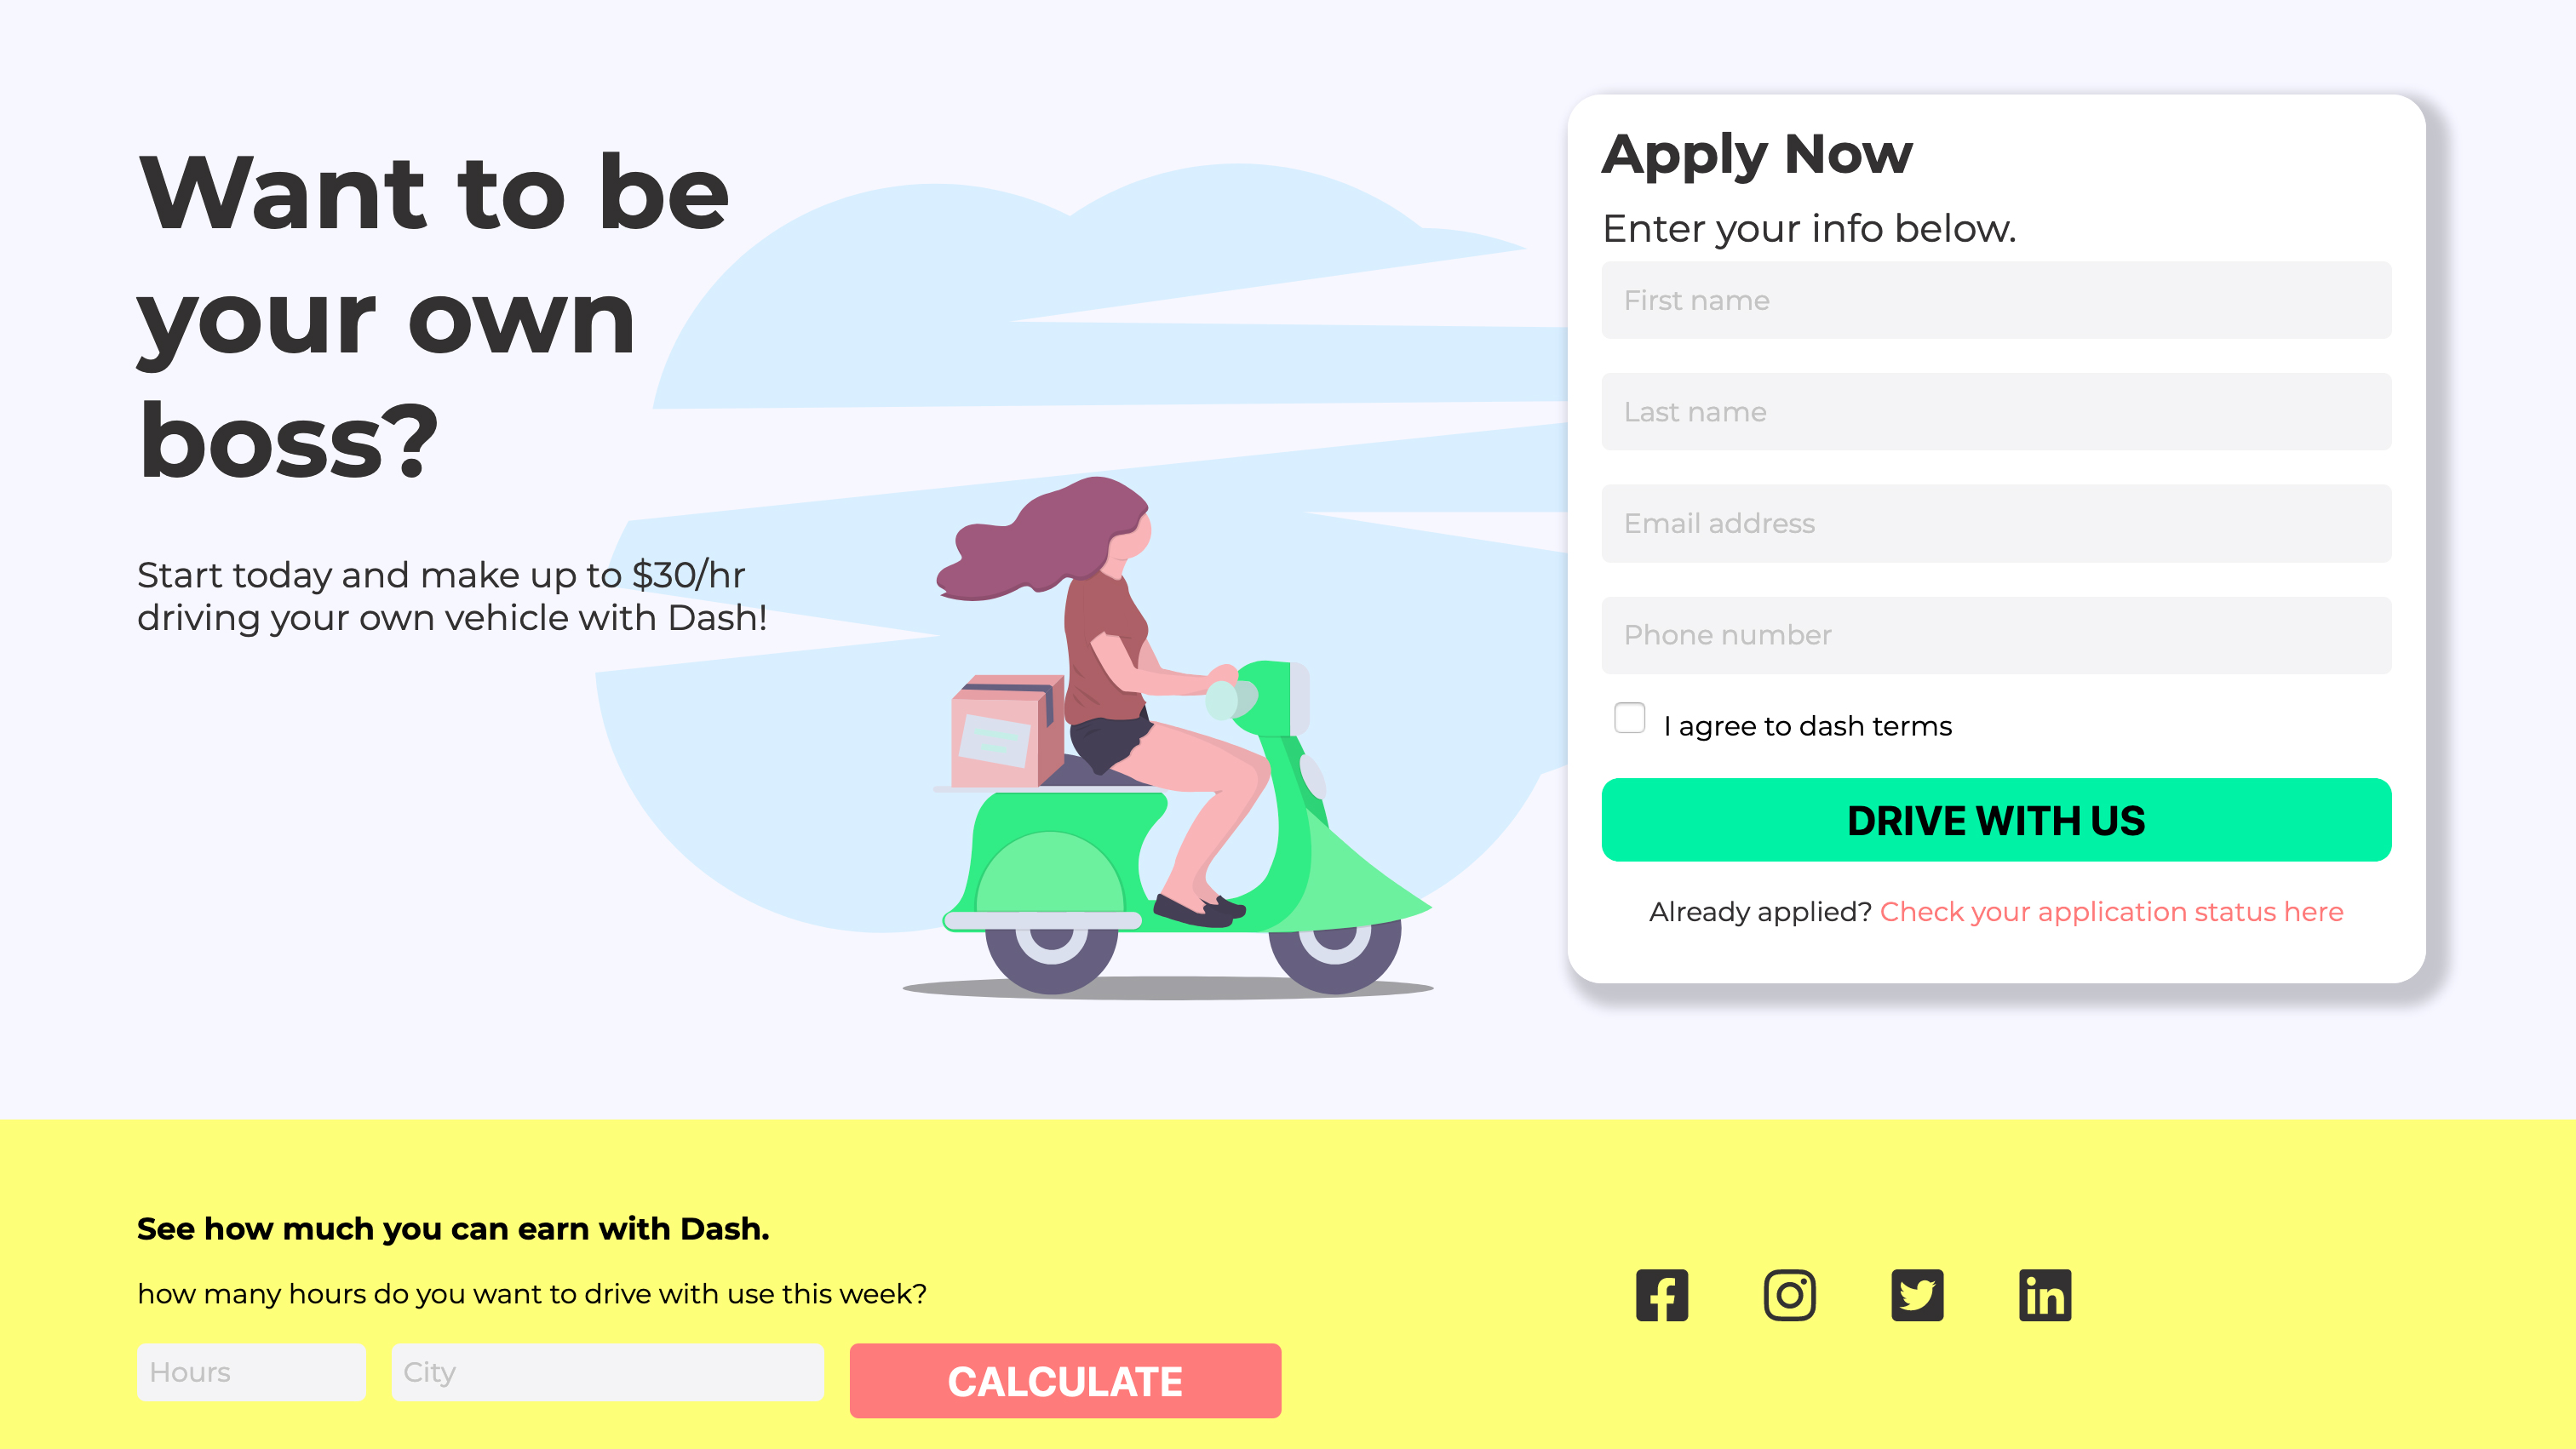 Want to be
your own
boss?
Start today and make up to $30/hr
driving your own vehicle with Dash!
Apply Now
Enter your info below.
First name
Last name
Email address
Phone number
I agree to dash terms
DRIVE WITH US
Already applied? Check your application status here
See how much you can earn with Dash.
how many hours do you want to drive with use this week?
Hours
City
CALCULATE